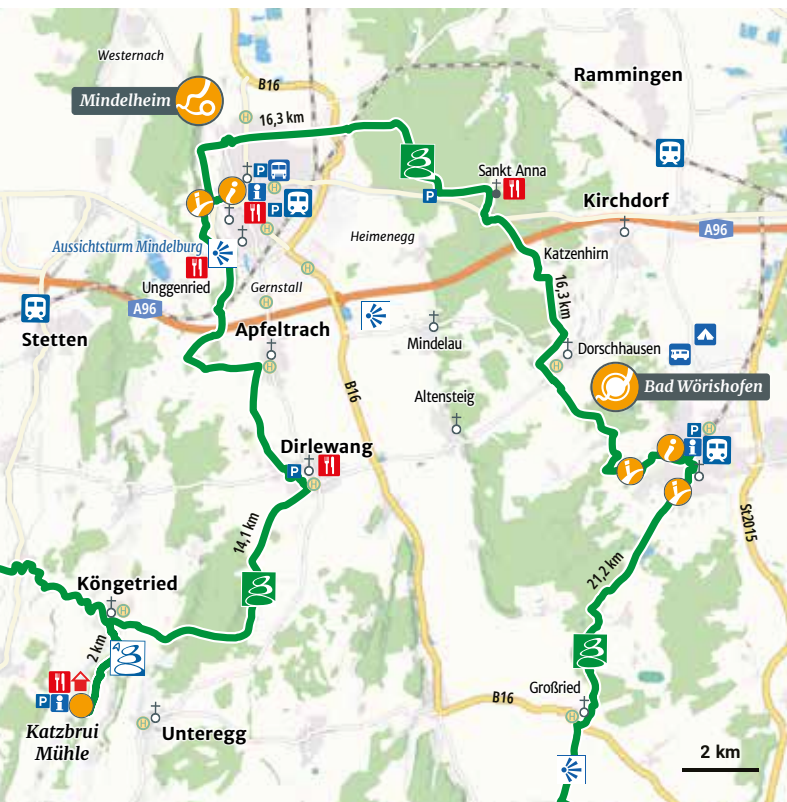 Westernach
B16
Rammingen
Mindelheim
H
16,3 km
Sankt Anna
P
i
H
i
P
P
Kirchdorf
H
A96
Aussichtsturm Mindelburg
Heimenegg
Katzenhirn
H
Unggenried
Gernstall
H
16,3 km
A96
Stetten
Apfeltrach
Mindelau
Dorschhausen
H
H
B16
Altensteig
Bad Wörishofen
P
H
i
i
Dirlewang
P
H
St2015
14,1 km
21,2 km
Köngetried
H
2 km
A
P
i
Großried
B16
H
Katzbrui
Mühle
H
Unteregg
2 km